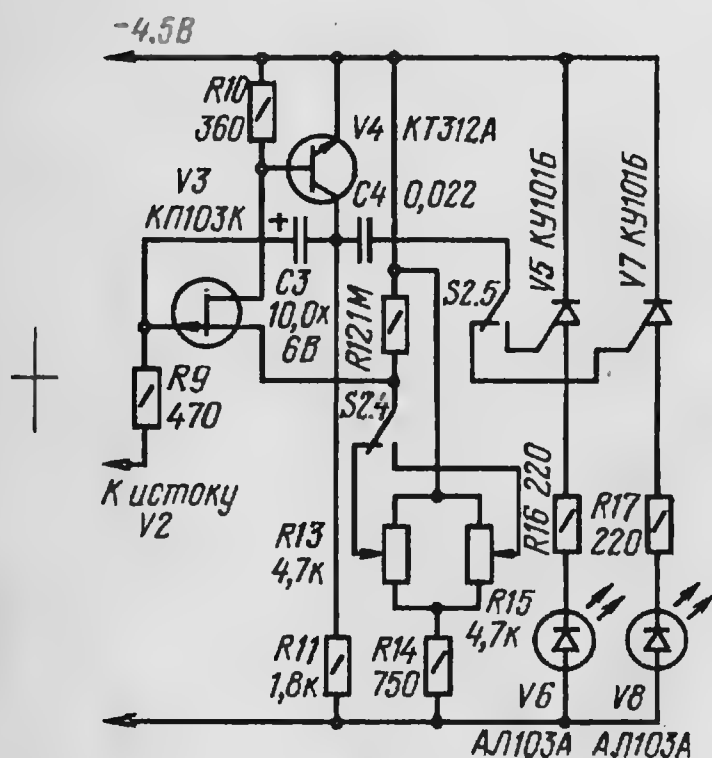 -4.5В
R10
360
V4 КТ312А
V3
КП103К
C4 0,022
+
C3
10,0х
6В
R12 1М
S2.5
V5 КУ101Б
V7 КУ101Б
R9
470
S2.4
К истоку
V2
R13
4,7к
R15
4,7к
R16 220
R17
220
R11
1,8к
R14
750
V6
V8
АЛ103А
АЛ103А